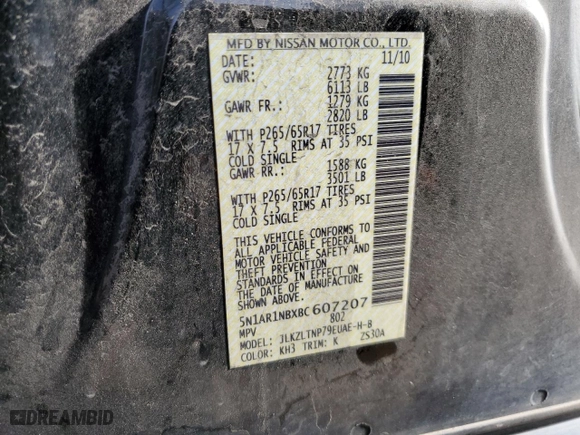 MFD BY NISSAN MOTOR CO., LTD.
DATE: 11/10
GVWR: 2773 KG
6113 LB
GAWR FR.: 1279 KG
2820 LB
WITH P265/65R17 TIRES
17 X 7.5 RIMS AT 35 PSI
COLD SINGLE
GAWR RR.: 1588 KG
3501 LB
WITH P265/65R17 TIRES
17 X 7.5 RIMS AT 35 PSI
COLD SINGLE
THIS VEHICLE CONFORMS TO
ALL APPLICABLE FEDERAL
MOTOR VEHICLE SAFETY AND
THEFT PREVENTION
STANDARDS IN EFFECT ON
THE DATE OF MANUFACTURE
SHOWN ABOVE.
5N1AR1NBXBC607207
MPV 802
MODEL: JLKZLTNP79EUAE-H-B
COLOR: KH3 TRIM: K ZS30A
DREAMBID